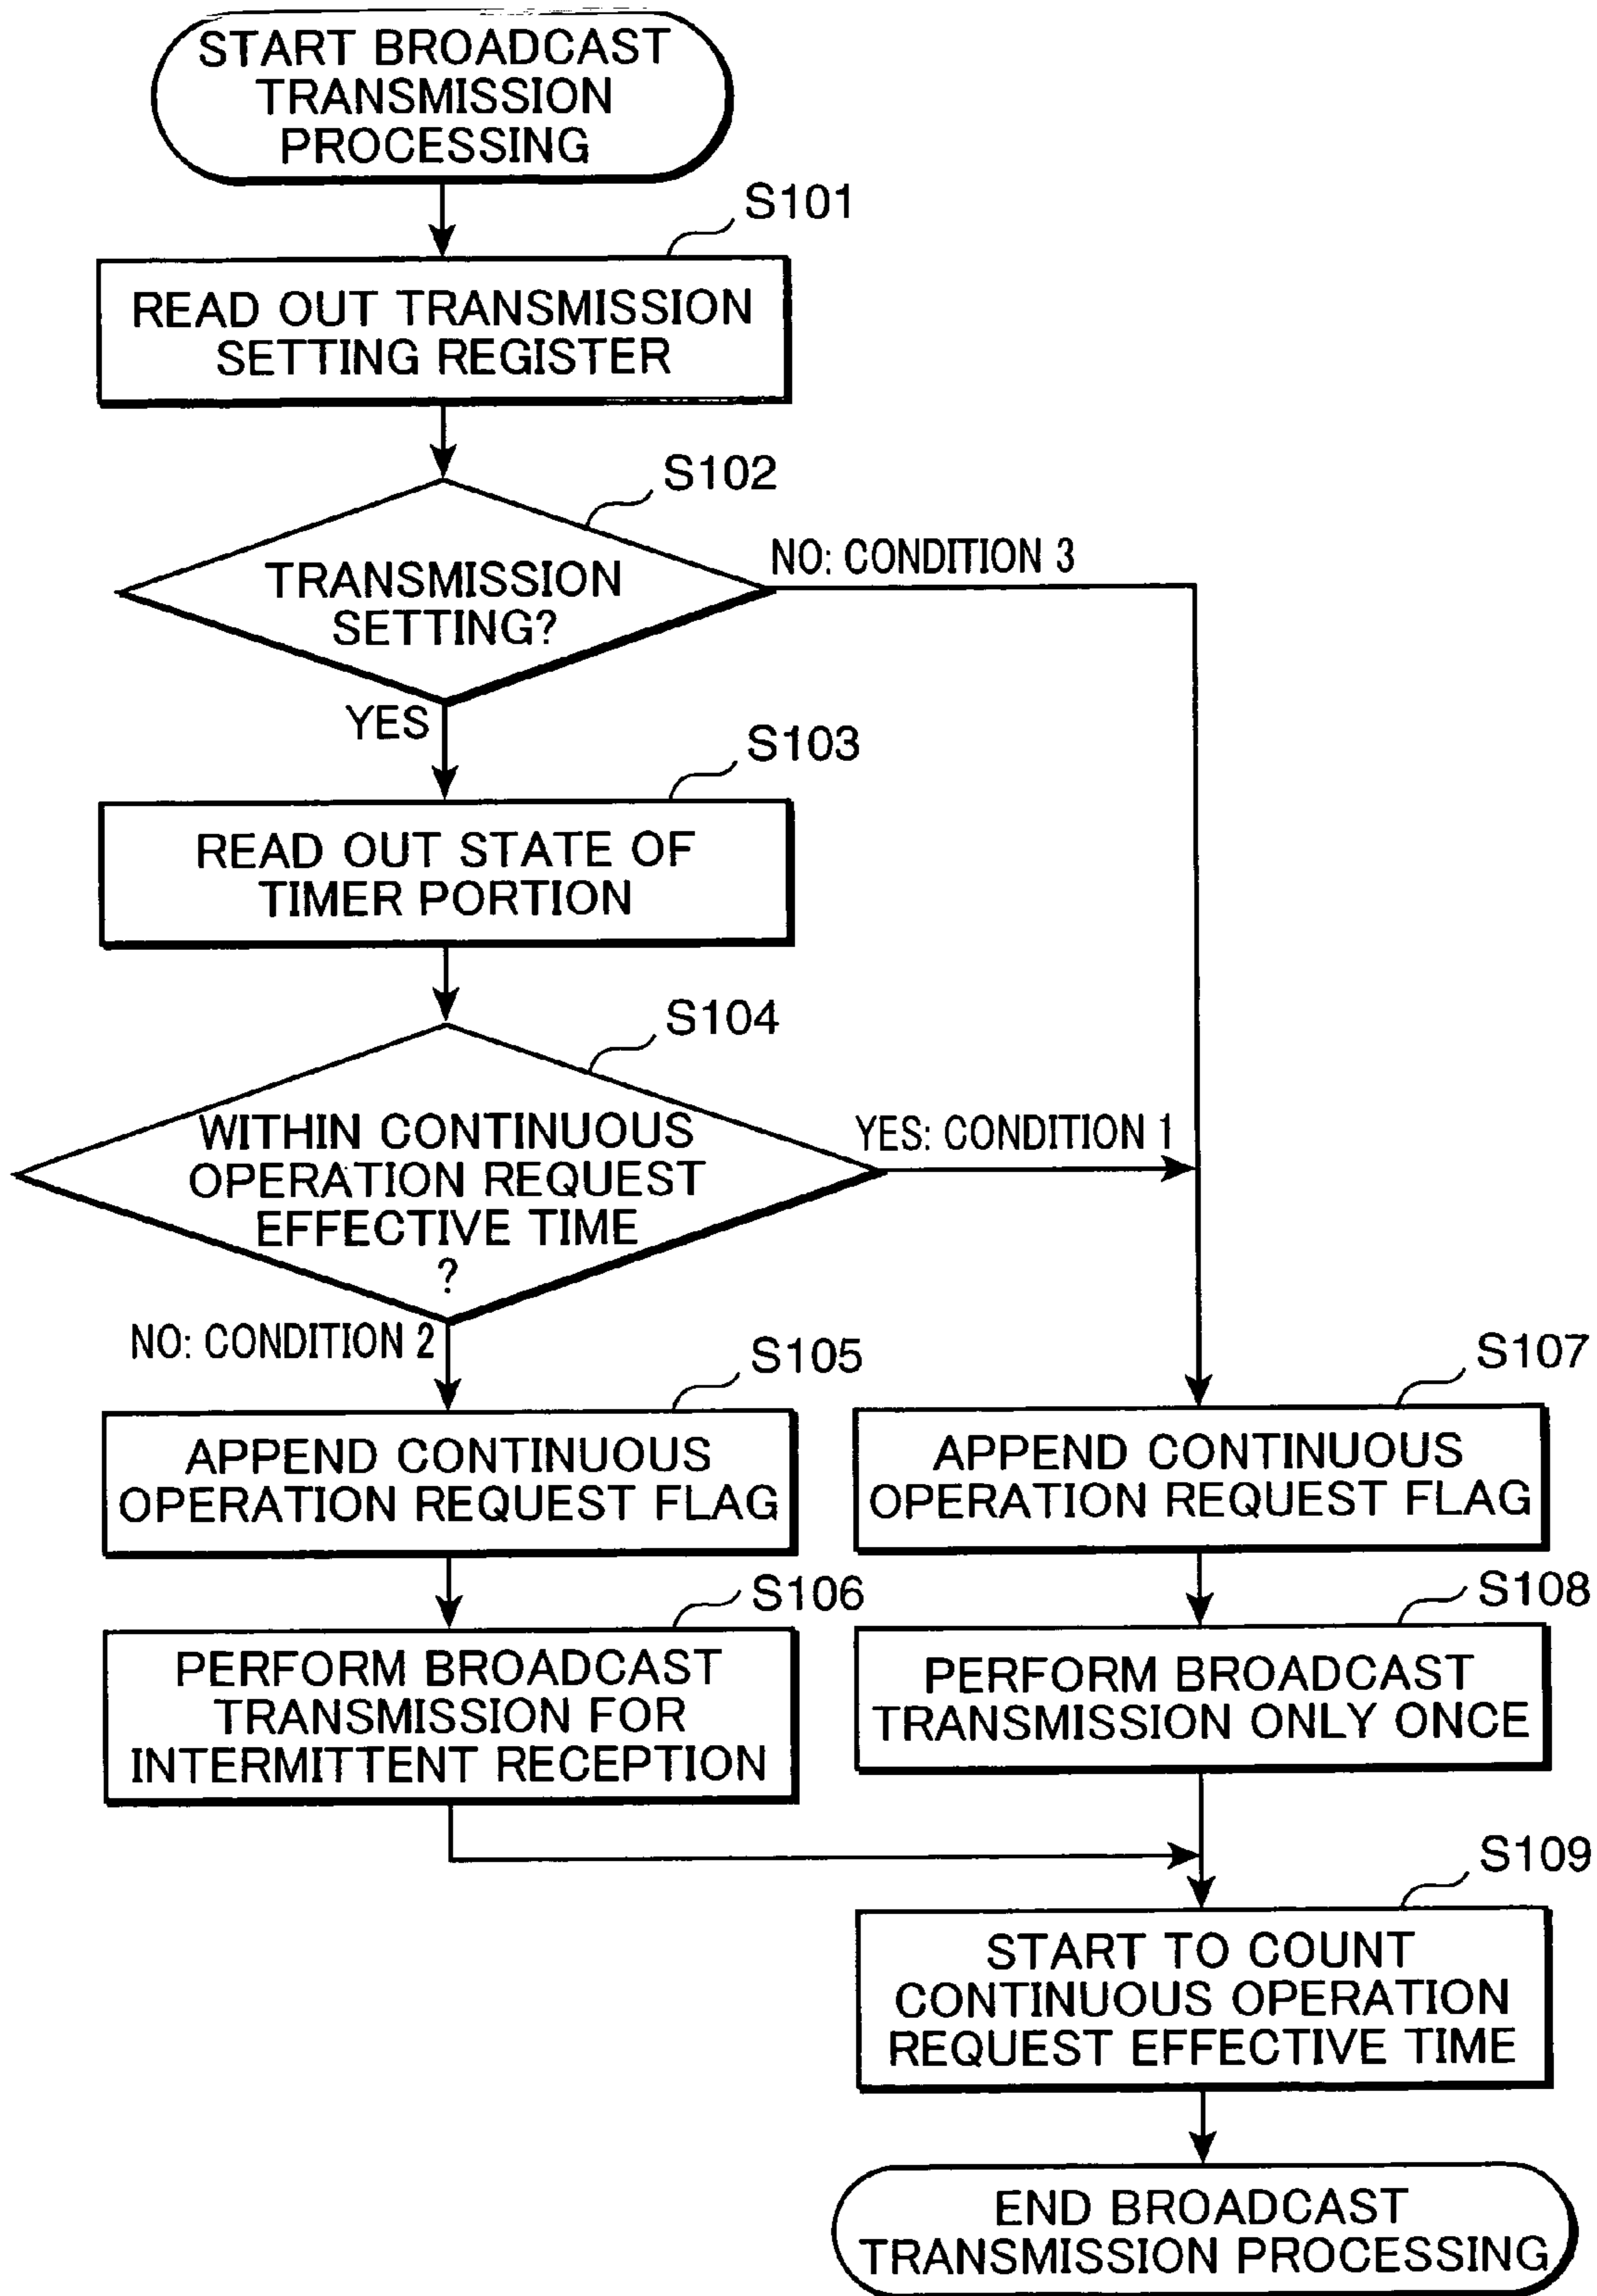 START BROADCAST
TRANSMISSION
PROCESSING
S101
READ OUT TRANSMISSION
SETTING REGISTER
S102
TRANSMISSION
SETTING?
NO: CONDITION 3
YES
S103
READ OUT STATE OF
TIMER PORTION
S104
WITHIN CONTINUOUS
OPERATION REQUEST
EFFECTIVE TIME
?
YES: CONDITION 1
NO: CONDITION 2
S105
APPEND CONTINUOUS
OPERATION REQUEST FLAG
S107
APPEND CONTINUOUS
OPERATION REQUEST FLAG
S106
PERFORM BROADCAST
TRANSMISSION FOR
INTERMITTENT RECEPTION
S108
PERFORM BROADCAST
TRANSMISSION ONLY ONCE
S109
START TO COUNT
CONTINUOUS OPERATION
REQUEST EFFECTIVE TIME
END BROADCAST
TRANSMISSION PROCESSING